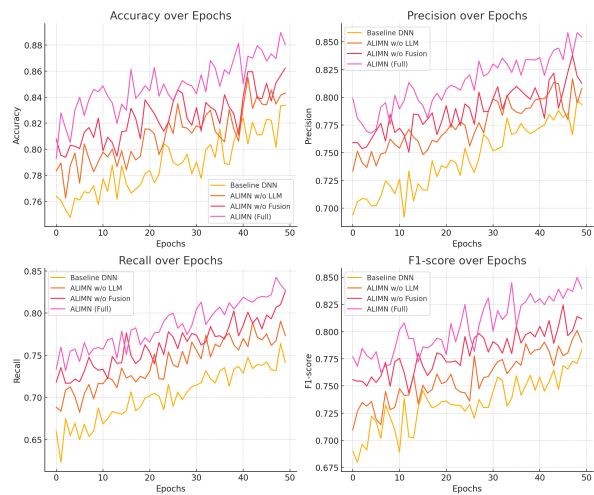 Accuracy over Epochs
Accuracy
0.88
0.86
0.84
0.82
0.80
0.78
0.76
Baseline DNN
ALIMN w/o LLM
ALIMN w/o Fusion
ALIMN (Full)
0 10 20 30 40 50
Epochs
Precision over Epochs
Precision
0.850
0.825
0.800
0.775
0.750
0.725
0.700
Baseline DNN
ALIMN w/o LLM
ALIMN w/o Fusion
ALIMN (Full)
0 10 20 30 40 50
Epochs
Recall over Epochs
Recall
0.85
0.80
0.75
0.70
0.65
Baseline DNN
ALIMN w/o LLM
ALIMN w/o Fusion
ALIMN (Full)
0 10 20 30 40 50
Epochs
F1-score over Epochs
F1-score
0.850
0.825
0.800
0.775
0.750
0.725
0.700
0.675
Baseline DNN
ALIMN w/o LLM
ALIMN w/o Fusion
ALIMN (Full)
0 10 20 30 40 50
Epochs